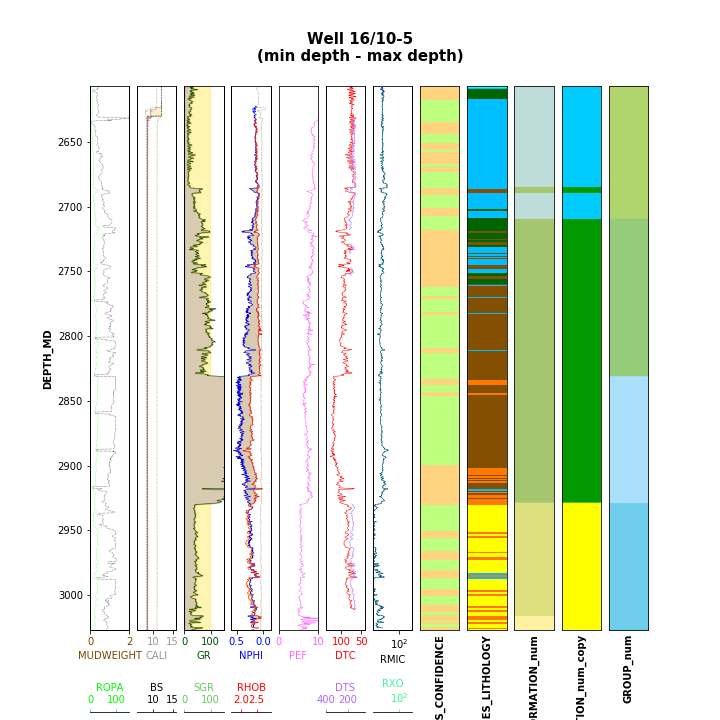 Well 16/10-5
(min depth - max depth)
DEPTH_MD
2650
2700
2750
2800
2850
2900
2950
3000
0 2 10 15 0 100 0.5 0.0 0 10 100 50 10²
MUDWEIGHT CALI GR NPHI PEF DTC RMIC
ROPA BS SGR RHOB DTS RXO
0 100 10 15 0 100 2.0 2.5 400 200 10²
S_CONFIDENCE
ES_LITHOLOGY
RMATION_num
TION_num_copy
GROUP_num